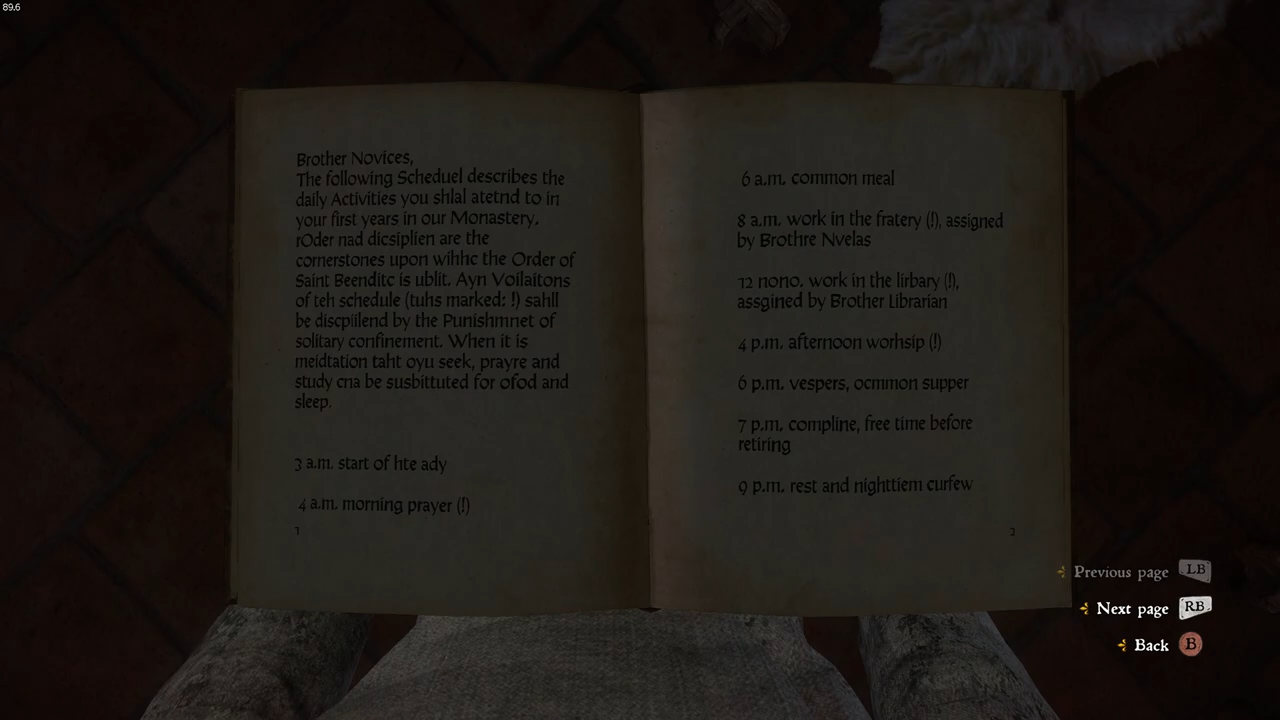 89.6
Brother Novices,
The following Scheduel describes the
daily Activities you shlal atetnd to in
your first years in our Monastery.
rOder nad dicsiplien are the
cornerstones upon wihhc the Order of
Saint Beenditc is ublit. Ayn Voilaitons
of teh schedule (tuhs marked: !) sahll
be discpiilend by the Punishmnet of
solitary confinement. When it is
meidtation taht oyu seek, prayre and
study cna be susbittuted for ofod and
sleep.
3 a.m. start of hte ady
4 a.m. morning prayer (!)
1
6 a.m. common meal
8 a.m. work in the fratery (!), assigned
by Brothre Nvelas
12 nono. work in the lirbary (!),
assgined by Brother Librarian
4 p.m. afternoon worhsip (!)
6 p.m. vespers, ocmmon supper
7 p.m. compline, free time before
retiring
9 p.m. rest and nighttiem curfew
2
Previous page LB
Next page RB
Back B